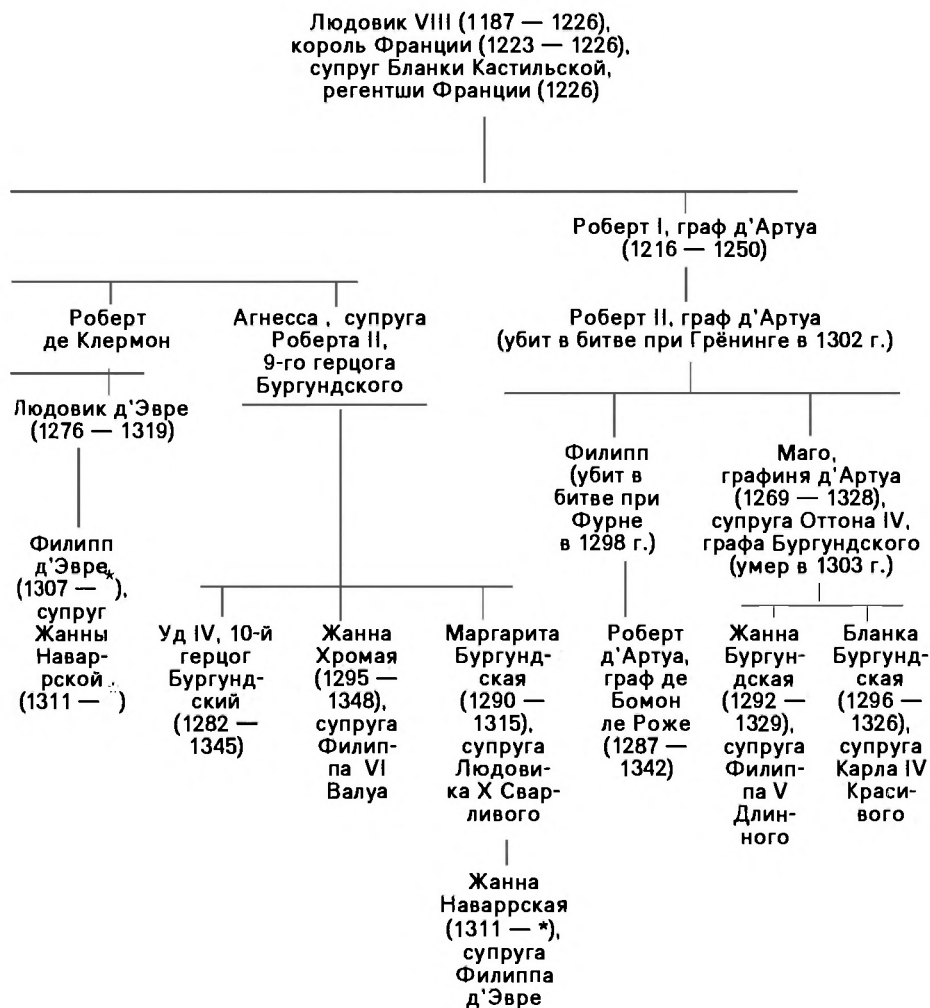 Людовик VIII (1187 — 1226),
король Франции (1223 — 1226),
супруг Бланки Кастильской,
регентши Франции (1226)
Роберт I, граф д'Артуа
(1216 — 1250)
Роберт
де Клермон
Агнесса , супруга
Роберта II,
9-го герцога
Бургундского
Роберт II, граф д'Артуа
(убит в битве при Грёнинге в 1302 г.)
Людовик д'Эвре
(1276 — 1319)
Филипп
(убит в
битве при
Фурне
в 1298 г.)
Маго,
графиня д'Артуа
(1269 — 1328),
супруга Оттона IV,
графа Бургундского
(умер в 1303 г.)
Филипп
д'Эвре
(1307 — *),
супруг
Жанны
Навар-
рской
(1311 — *)
Уд IV, 10-й
герцог
Бургунд-
ский
(1282 —
1345)
Жанна
Хромая
(1295 —
1348),
супруга
Филип-
па VI
Валуа
Маргарита
Бургунд-
ская
(1290 —
1315),
супруга
Людови-
ка X Свар-
ливого
Роберт
д'Артуа,
граф де
Бомон
ле Роже
(1287 —
1342)
Жанна
Бургун-
дская
(1292 —
1329),
супруга
Филип-
па V
Длин-
ного
Бланка
Бургунд-
ская
(1296 —
1326),
супруга
Карла IV
Краси-
вого
Жанна
Наваррская
(1311 — *),
супруга
Филиппа
д'Эвре